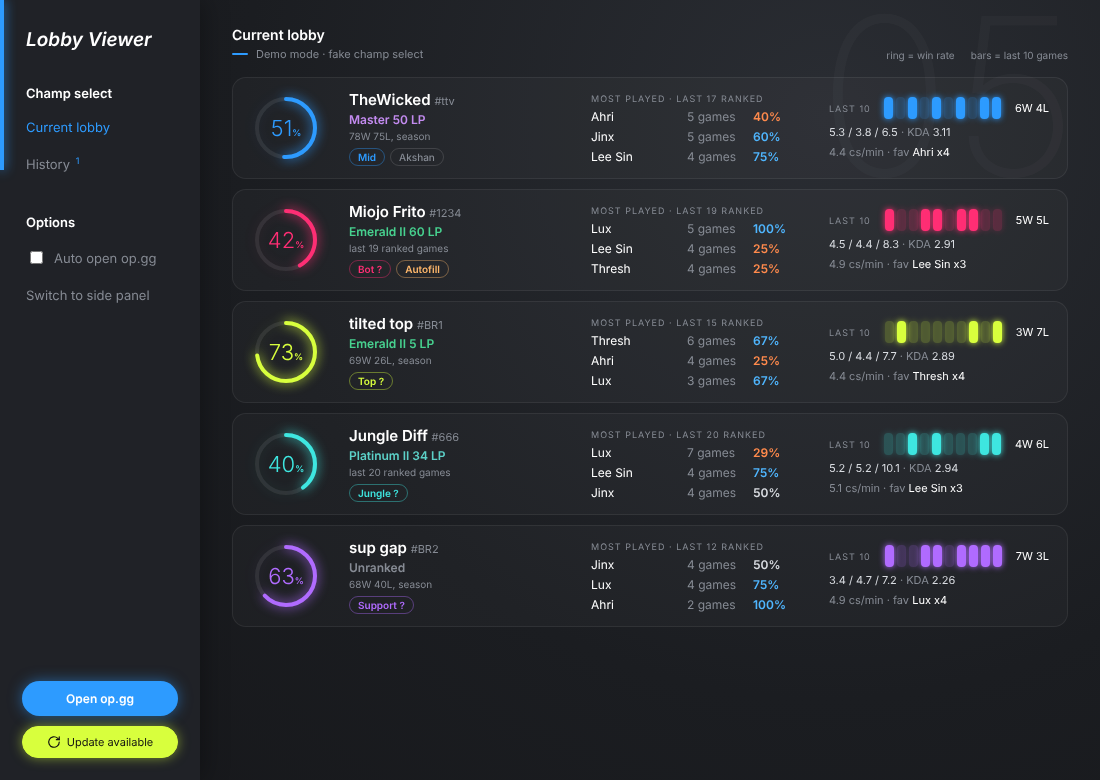 Lobby Viewer
Champ select
Current lobby
History 1
Options
Auto open op.gg
Switch to side panel
Open op.gg
Update available
05
Current lobby
Demo mode · fake champ select
ring = win rate bars = last 10 games
51%
TheWicked #ttv
Master 50 LP
78W 75L, season
Mid Akshan
MOST PLAYED · LAST 17 RANKED
Ahri 5 games 40%
Jinx 5 games 60%
Lee Sin 4 games 75%
LAST 10 6W 4L
5.3 / 3.8 / 6.5 · KDA 3.11
4.4 cs/min · fav Ahri x4
42%
Miojo Frito #1234
Emerald II 60 LP
last 19 ranked games
Bot ? Autofill
MOST PLAYED · LAST 19 RANKED
Lux 5 games 100%
Lee Sin 4 games 25%
Thresh 4 games 25%
LAST 10 5W 5L
4.5 / 4.4 / 8.3 · KDA 2.91
4.9 cs/min · fav Lee Sin x3
73%
tilted top #BR1
Emerald II 5 LP
69W 26L, season
Top ?
MOST PLAYED · LAST 15 RANKED
Thresh 6 games 67%
Ahri 4 games 25%
Lux 3 games 67%
LAST 10 3W 7L
5.0 / 4.4 / 7.7 · KDA 2.89
4.4 cs/min · fav Thresh x4
40%
Jungle Diff #666
Platinum II 34 LP
last 20 ranked games
Jungle ?
MOST PLAYED · LAST 20 RANKED
Lux 7 games 29%
Lee Sin 4 games 75%
Jinx 4 games 50%
LAST 10 4W 6L
5.2 / 5.2 / 10.1 · KDA 2.94
5.1 cs/min · fav Lee Sin x3
63%
sup gap #BR2
Unranked
68W 40L, season
Support ?
MOST PLAYED · LAST 12 RANKED
Jinx 4 games 50%
Lux 4 games 75%
Ahri 2 games 100%
LAST 10 7W 3L
3.4 / 4.7 / 7.2 · KDA 2.26
4.9 cs/min · fav Lux x4